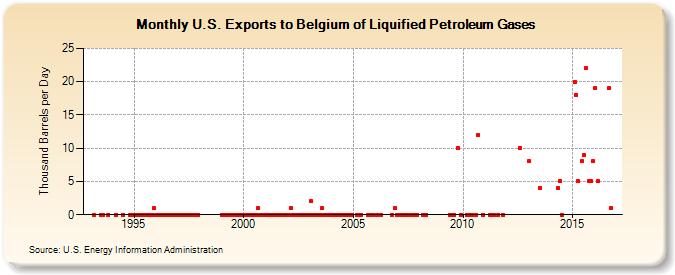 Monthly U.S. Exports to Belgium of Liquified Petroleum Gases
Thousand Barrels per Day
25
20
15
10
5
0
1995 2000 2005 2010 2015
Source: U.S. Energy Information Administration